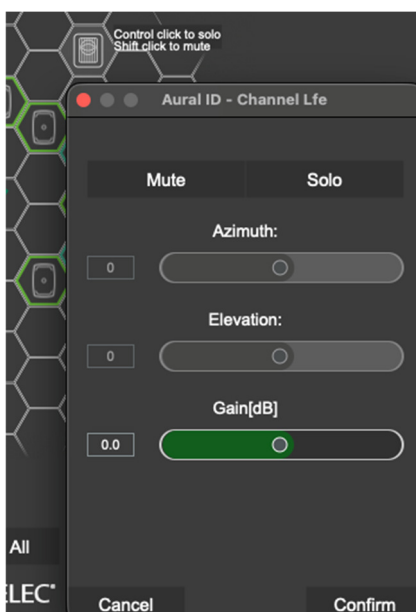 Control click to solo
Shift click to mute
Aural ID - Channel Lfe
Mute
Solo
Azimuth:
0
Elevation:
0
Gain[dB]
0.0
All
LEC
Cancel
Confirm